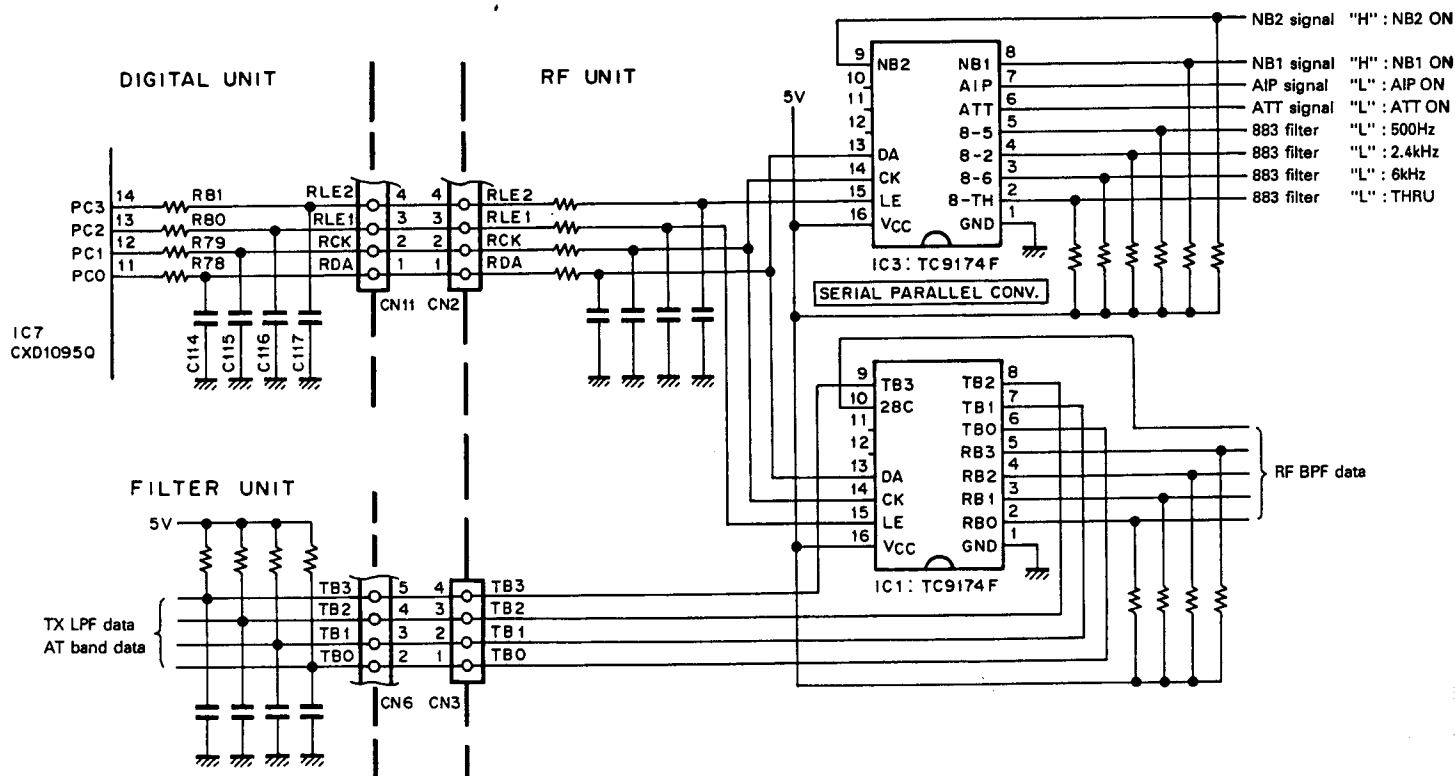 DIGITAL UNIT
RF UNIT
PC3 14 R81 RLE2 4 4 RLE2
PC2 13 R80 RLE1 3 3 RLE1
PC1 12 R79 RCK 2 2 RCK
PC0 11 R78 RDA 1 1 RDA
CN11 CN2
IC7
CXD1095Q
C114
C115
C116
C117
5V
9 NB2 NB1 8
10 AIP 7
11 ATT 6
12 8-5 5
13 DA 8-2 4
14 CK 8-6 3
15 LE 8-TH 2
16 VCC GND 1
IC3: TC9174F
SERIAL PARALLEL CONV.
NB2 signal "H" : NB2 ON
NB1 signal "H" : NB1 ON
AIP signal "L" : AIP ON
ATT signal "L" : ATT ON
883 filter "L" : 500Hz
883 filter "L" : 2.4kHz
883 filter "L" : 6kHz
883 filter "L" : THRU
9 TB3 TB2 8
10 28C TB1 7
11 TB0 6
12 RB3 5
13 DA RB2 4
14 CK RB1 3
15 LE RB0 2
16 VCC GND 1
IC1: TC9174F
RF BPF data
FILTER UNIT
5V
TB3 5 4 TB3
TB2 4 3 TB2
TB1 3 2 TB1
TB0 2 1 TB0
CN6 CN3
TX LPF data
AT band data